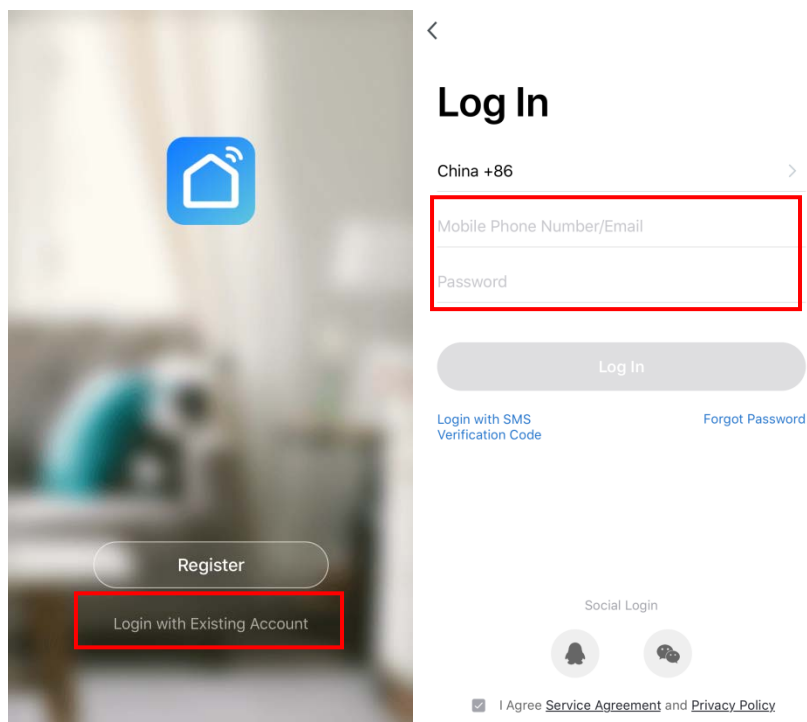 Register
Login with Existing Account
Log In
China +86
Mobile Phone Number/Email
Password
Log In
Login with SMS
Verification Code
Forgot Password
Social Login
I Agree Service Agreement and Privacy Policy